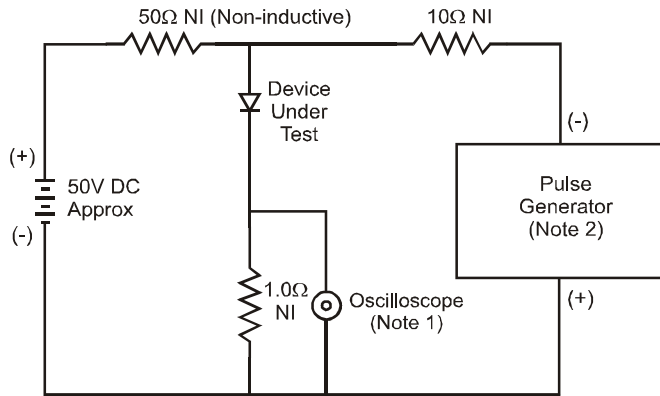 50Ω NI (Non-inductive)
10Ω NI
Device
Under
Test
(-)
(+)
50V DC
Approx
(-)
Pulse
Generator
(Note 2)
1.0Ω
NI
Oscilloscope
(Note 1)
(+)